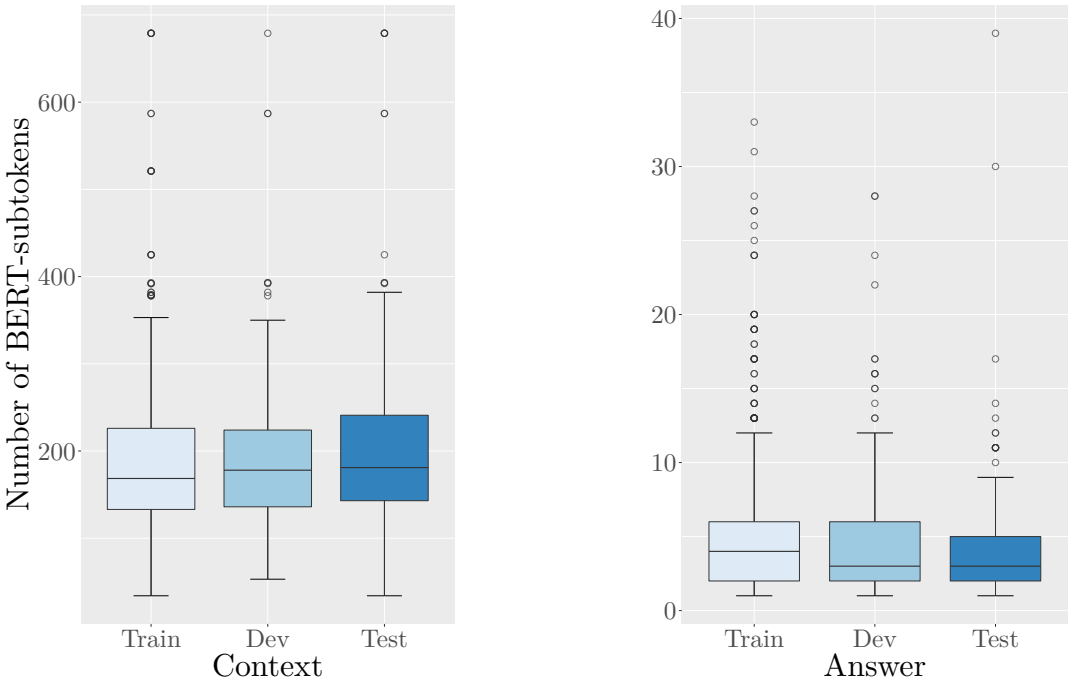 Number of BERT-subtokens
600
400
200
Train
Dev
Test
Context
40
30
20
10
0
Train
Dev
Test
Answer